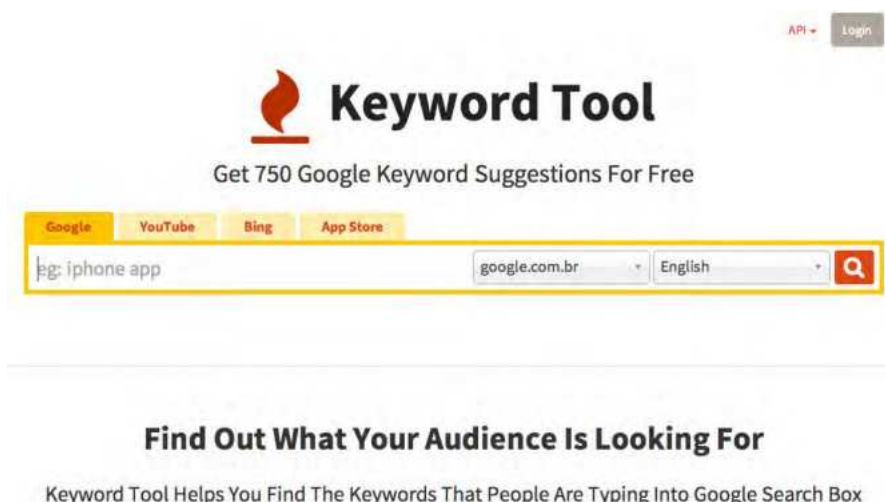 API Login
Keyword Tool
Get 750 Google Keyword Suggestions For Free
Google YouTube Bing App Store
eg: iphone app google.com.br English
Find Out What Your Audience Is Looking For
Keyword Tool Helps You Find The Keywords That People Are Typing Into Google Search Box